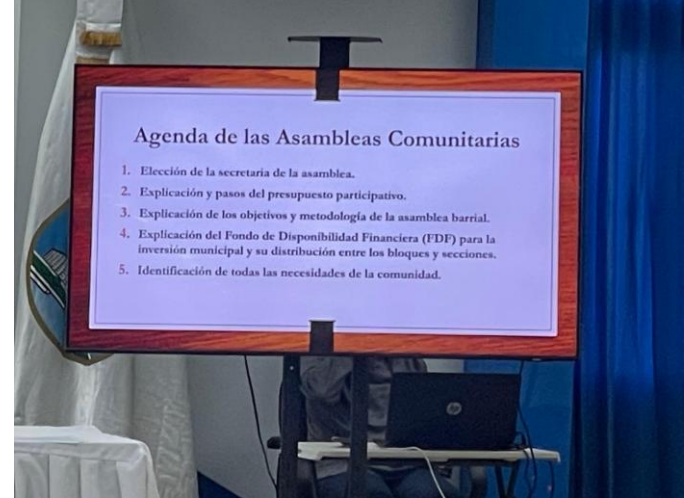 Agenda de las Asambleas Comunitarias
1. Elección de la secretaria de la asamblea.
2. Explicación y pasos del presupuesto participativo.
3. Explicación de los objetivos y metodología de la asamblea barrial.
4. Explicación del Fondo de Disponibilidad Financiera (FDF) para la
inversión municipal y su distribución entre los bloques y secciones.
5. Identificación de todas las necesidades de la comunidad.
hp